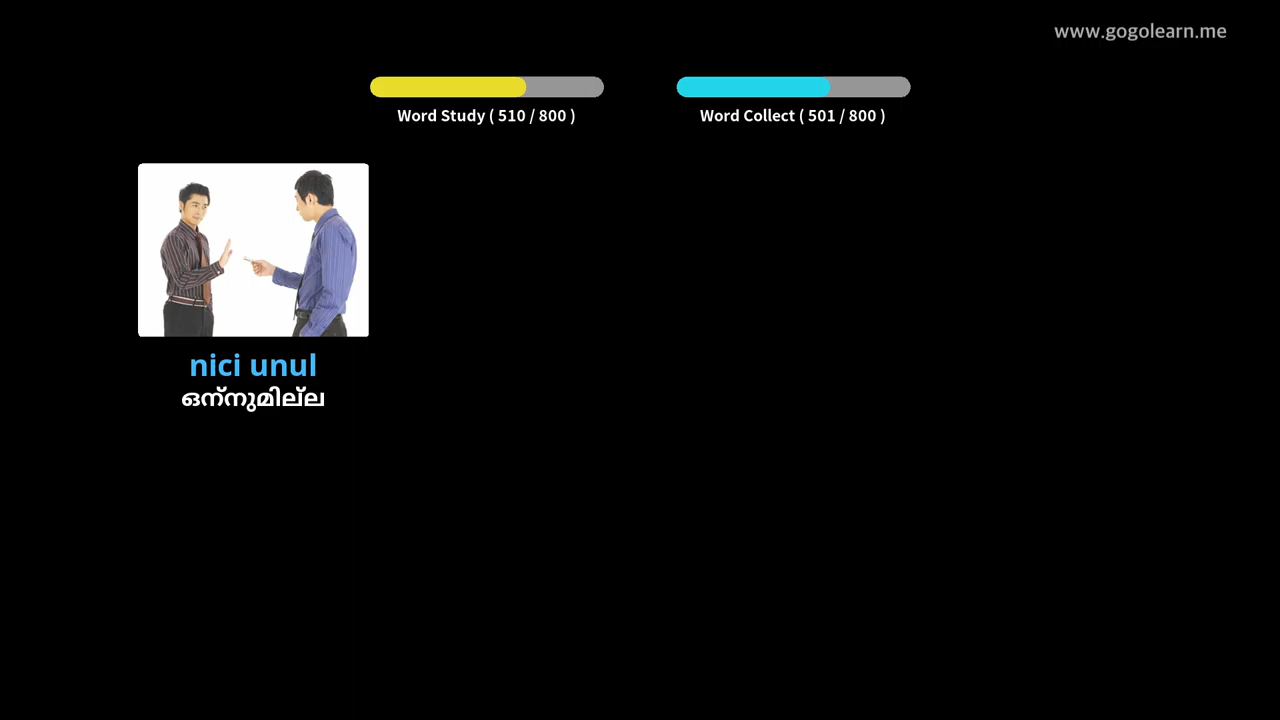 www.gogolearn.me
Word Study ( 510 / 800 )
Word Collect ( 501 / 800 )
nici unul
ഒന്നുമില്ല